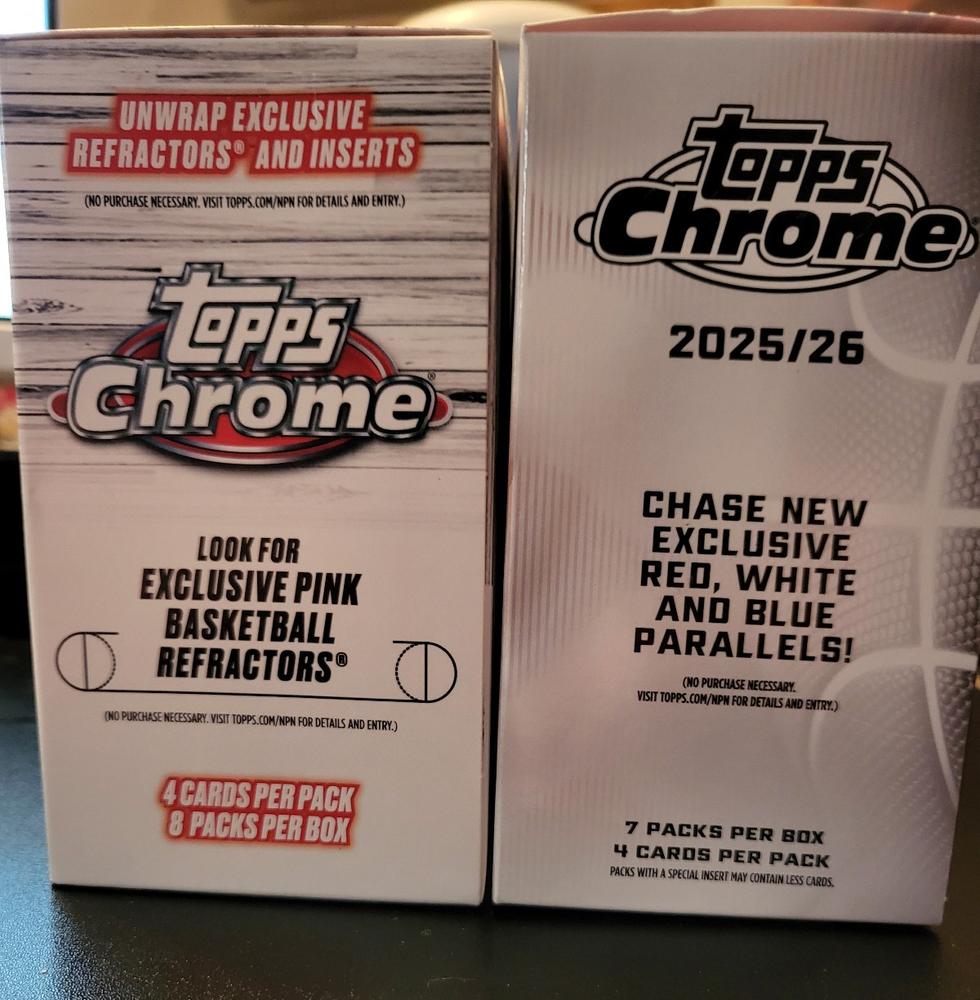 UNWRAP EXCLUSIVE
REFRACTORS® AND INSERTS
(NO PURCHASE NECESSARY. VISIT TOPPS.COM/NPN FOR DETAILS AND ENTRY.)
topps
Chrome®
LOOK FOR
EXCLUSIVE PINK
BASKETBALL
REFRACTORS®
(NO PURCHASE NECESSARY. VISIT TOPPS.COM/NPN FOR DETAILS AND ENTRY.)
4 CARDS PER PACK
8 PACKS PER BOX
topps
Chrome®
2025/26
CHASE NEW
EXCLUSIVE
RED, WHITE
AND BLUE
PARALLELS!
(NO PURCHASE NECESSARY.
VISIT TOPPS.COM/NPN FOR DETAILS AND ENTRY.)
7 PACKS PER BOX
4 CARDS PER PACK
PACKS WITH A SPECIAL INSERT MAY CONTAIN LESS CARDS.